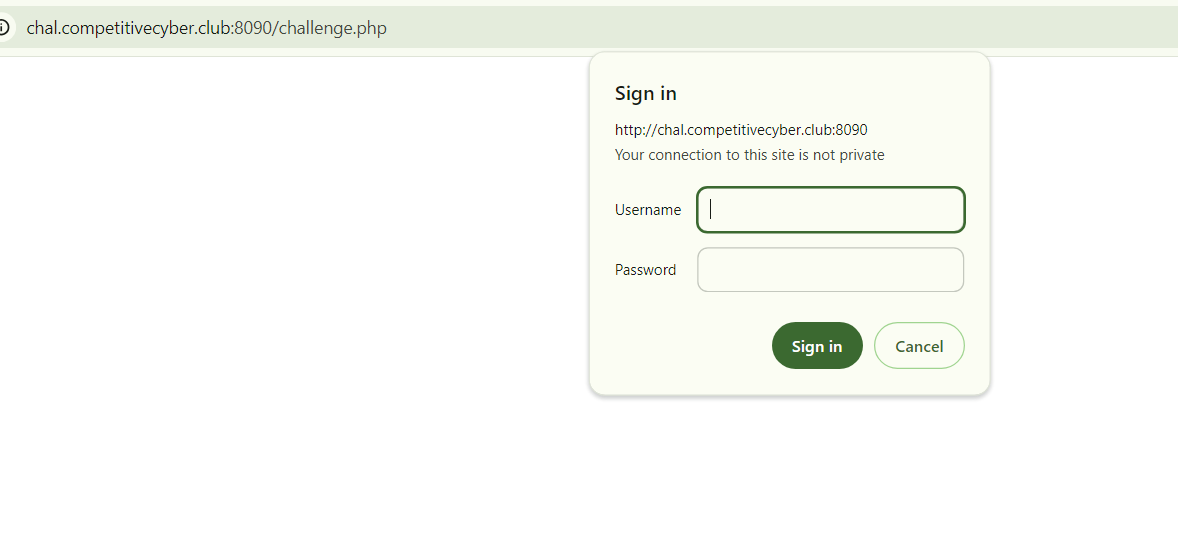 chal.competitivecyber.club:8090/challenge.php
Sign in
http://chal.competitivecyber.club:8090
Your connection to this site is not private
Username
Password
Sign in
Cancel